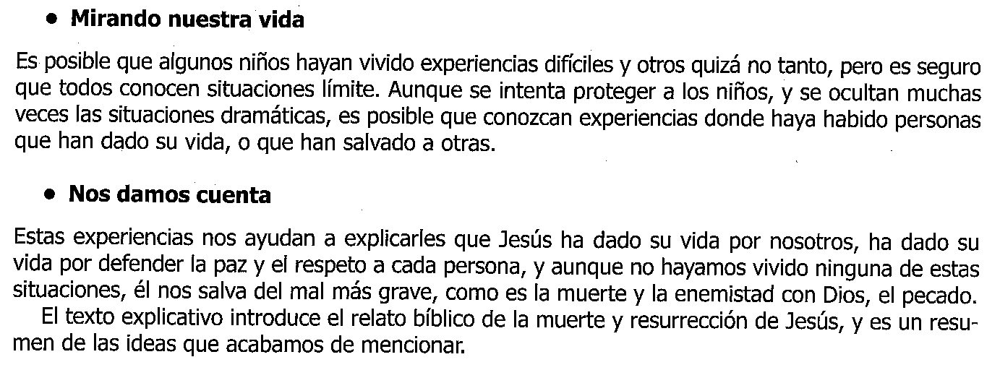 • Mirando nuestra vida
Es posible que algunos niños hayan vivido experiencias difíciles y otros quizá no tanto, pero es seguro
que todos conocen situaciones límite. Aunque se intenta proteger a los niños, y se ocultan muchas
veces las situaciones dramáticas, es posible que conozcan experiencias donde haya habido personas
que han dado su vida, o que han salvado a otras.
• Nos damos cuenta
Estas experiencias nos ayudan a explicarles que Jesús ha dado su vida por nosotros, ha dado su
vida por defender la paz y el respeto a cada persona, y aunque no hayamos vivido ninguna de estas
situaciones, él nos salva del mal más grave, como es la muerte y la enemistad con Dios, el pecado.
El texto explicativo introduce el relato bíblico de la muerte y resurrección de Jesús, y es un resu-
men de las ideas que acabamos de mencionar.